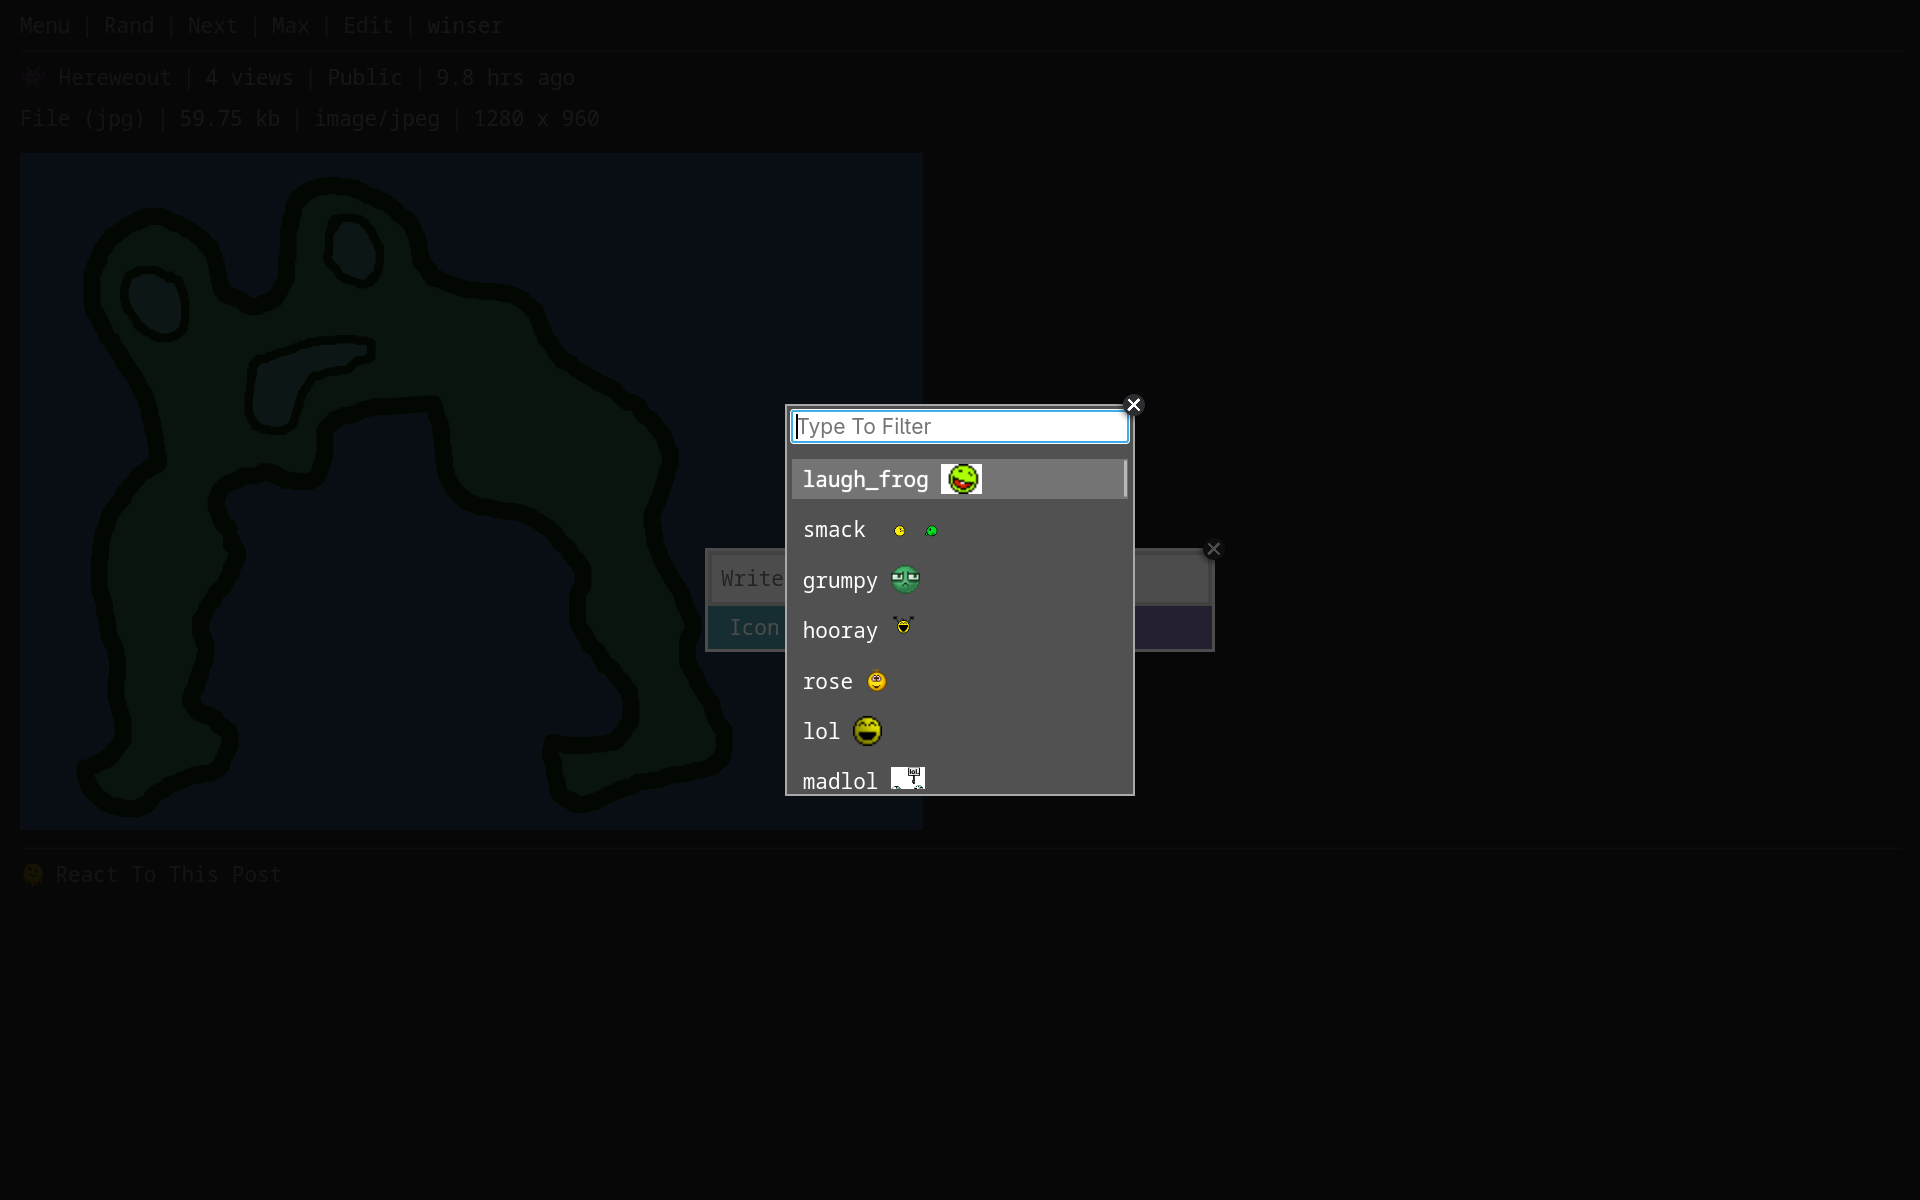 Menu | Rand | Next | Max | Edit | winser
Hereweout | 4 views | Public | 9.8 hrs ago
File (jpg) | 59.75 kb | image/jpeg | 1280 x 960
Type To Filter
laugh_frog
smack
grumpy
hooray
rose
lol
madlol
Write
Icon
React To This Post